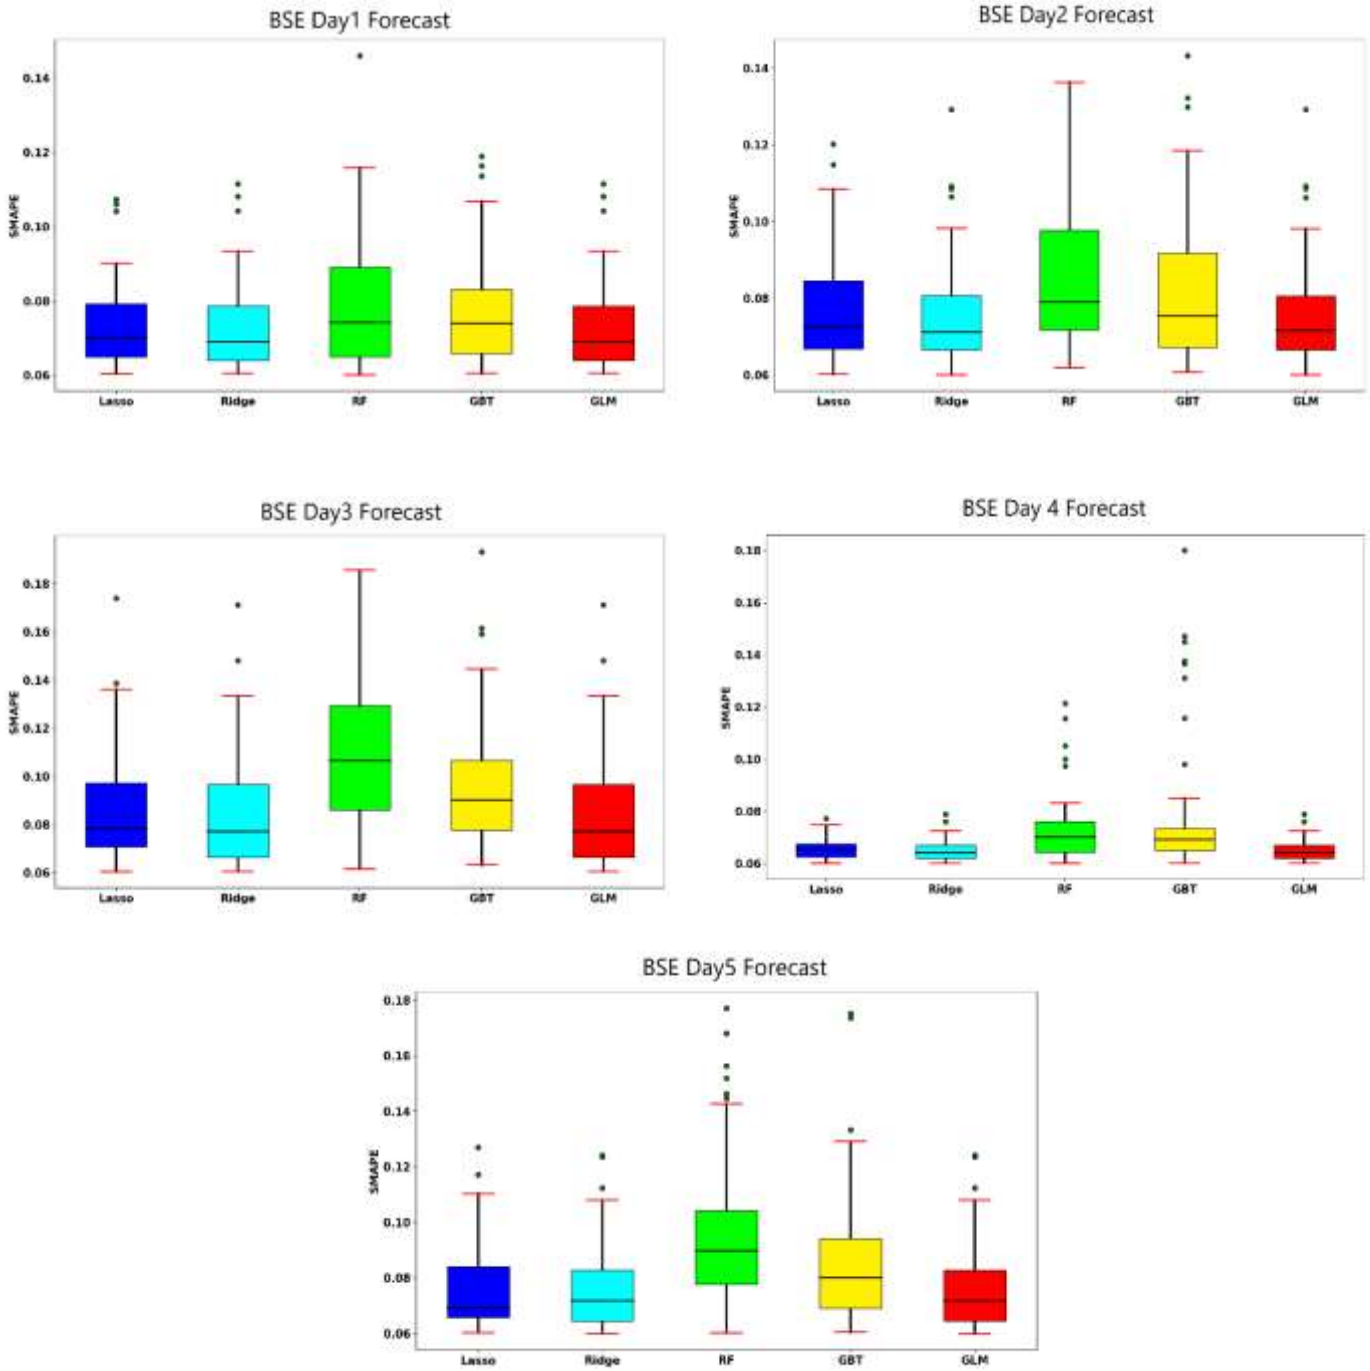 BSE Day1 Forecast
SMAPE
0.14
0.12
0.10
0.08
0.06
Lasso Ridge RF GBT GLM
BSE Day2 Forecast
SMAPE
0.14
0.12
0.10
0.08
0.06
Lasso Ridge RF GBT GLM
BSE Day3 Forecast
SMAPE
0.18
0.16
0.14
0.12
0.10
0.08
0.06
Lasso Ridge RF GBT GLM
BSE Day 4 Forecast
SMAPE
0.18
0.16
0.14
0.12
0.10
0.08
0.06
Lasso Ridge RF GBT GLM
BSE Day5 Forecast
SMAPE
0.18
0.16
0.14
0.12
0.10
0.08
0.06
Lasso Ridge RF GBT GLM